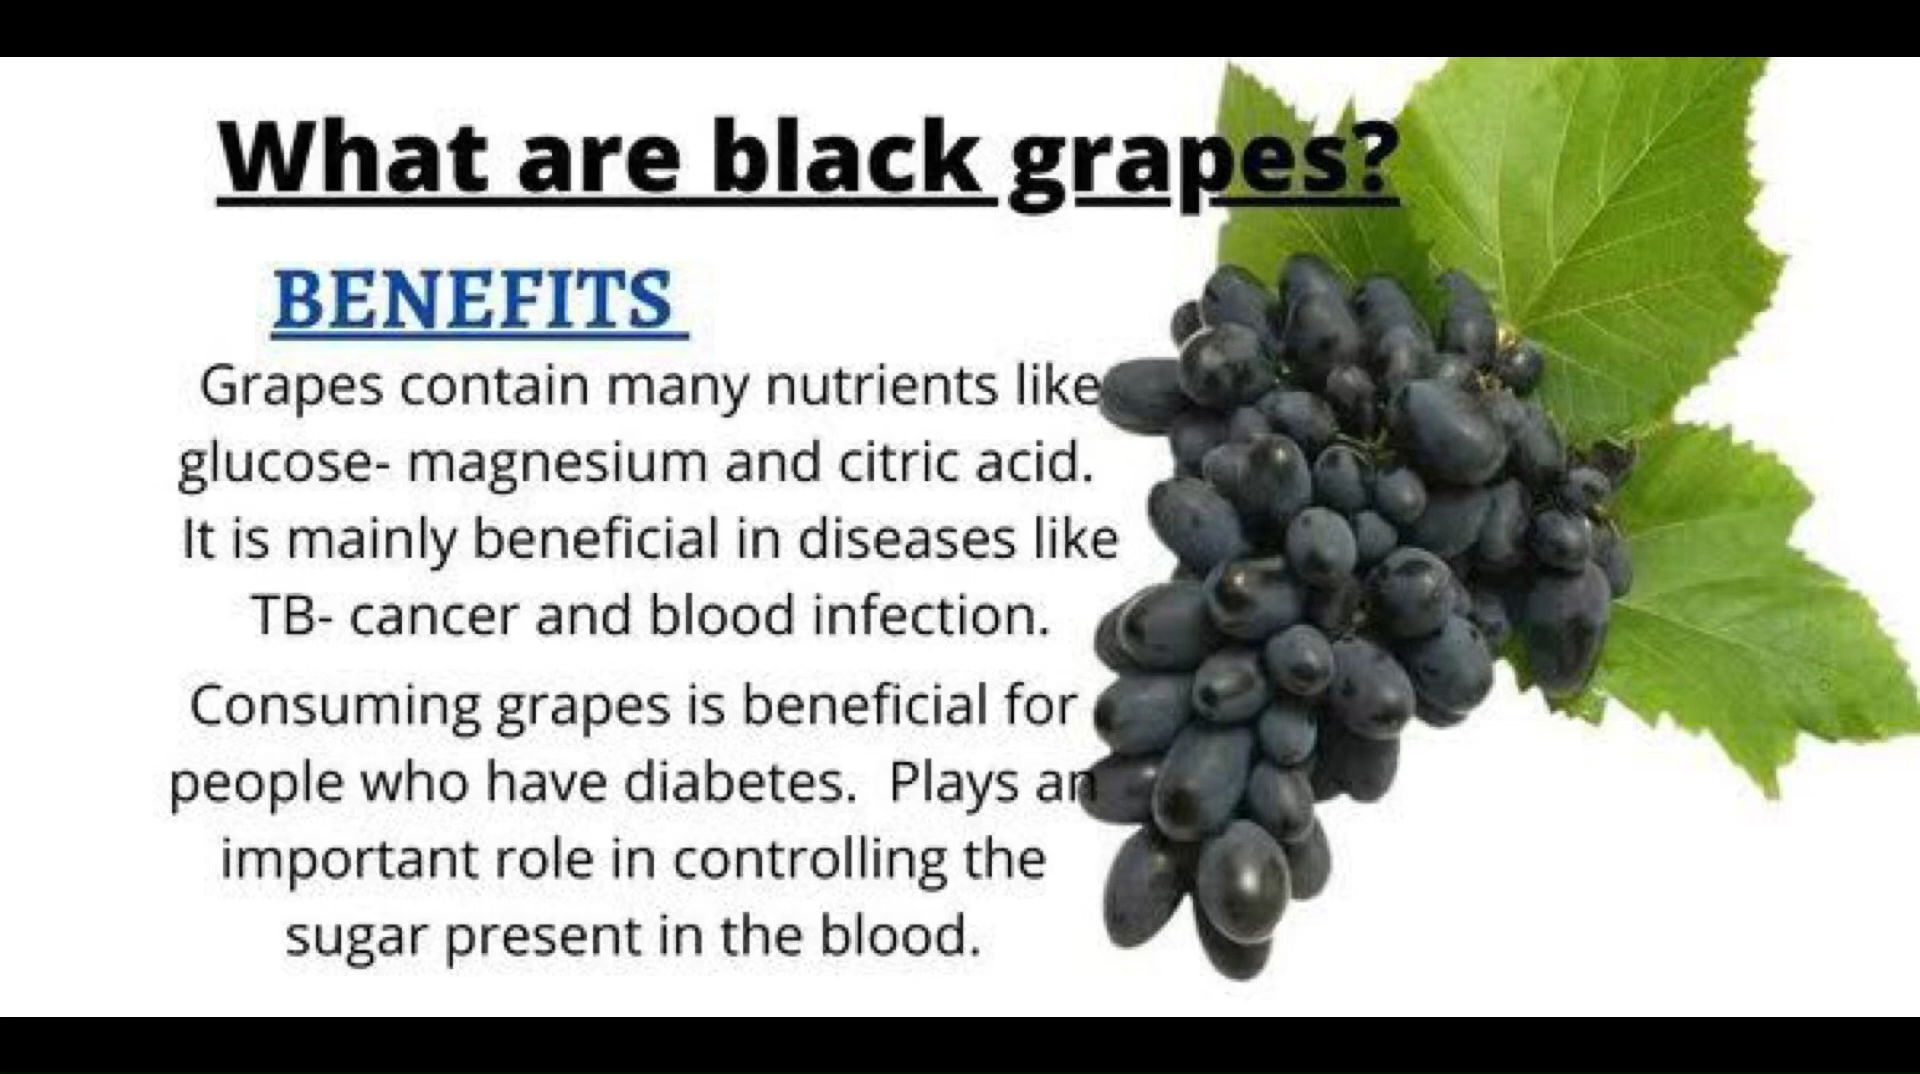 What are black grapes?
BENEFITS
Grapes contain many nutrients like
glucose- magnesium and citric acid.
It is mainly beneficial in diseases like
TB- cancer and blood infection.
Consuming grapes is beneficial for
people who have diabetes.  Plays an
important role in controlling the
sugar present in the blood.